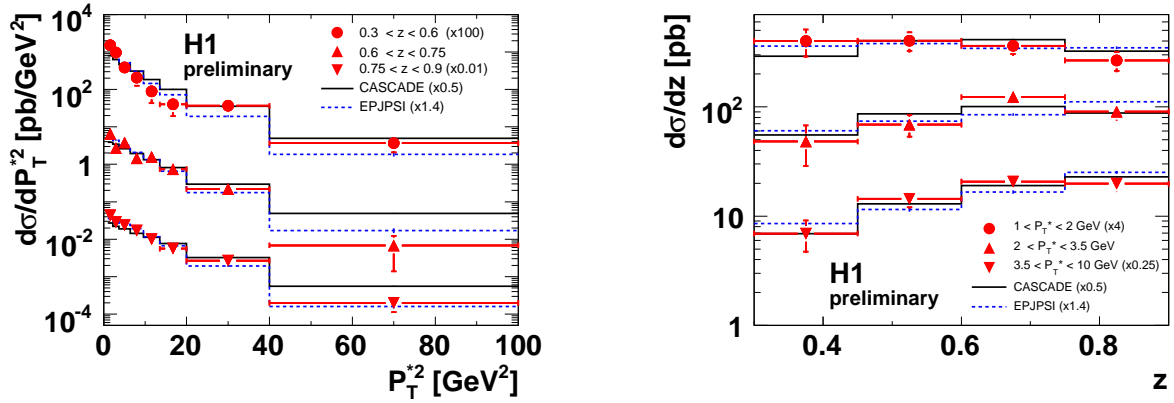 dσ/dP_T^*2 [pb/GeV^2]
10^4
10^2
1
10^-2
10^-4
H1
preliminary
0.3 < z < 0.6 (x100)
0.6 < z < 0.75
0.75 < z < 0.9 (x0.01)
CASCADE (x0.5)
EPJPSI (x1.4)
0 20 40 60 80 100
P_T^*2 [GeV^2]
dσ/dz [pb]
10^2
10
1
1 < P_T^* < 2 GeV (x4)
2 < P_T^* < 3.5 GeV
3.5 < P_T^* < 10 GeV (x0.25)
CASCADE (x0.5)
EPJPSI (x1.4)
H1
preliminary
0.4 0.6 0.8
z